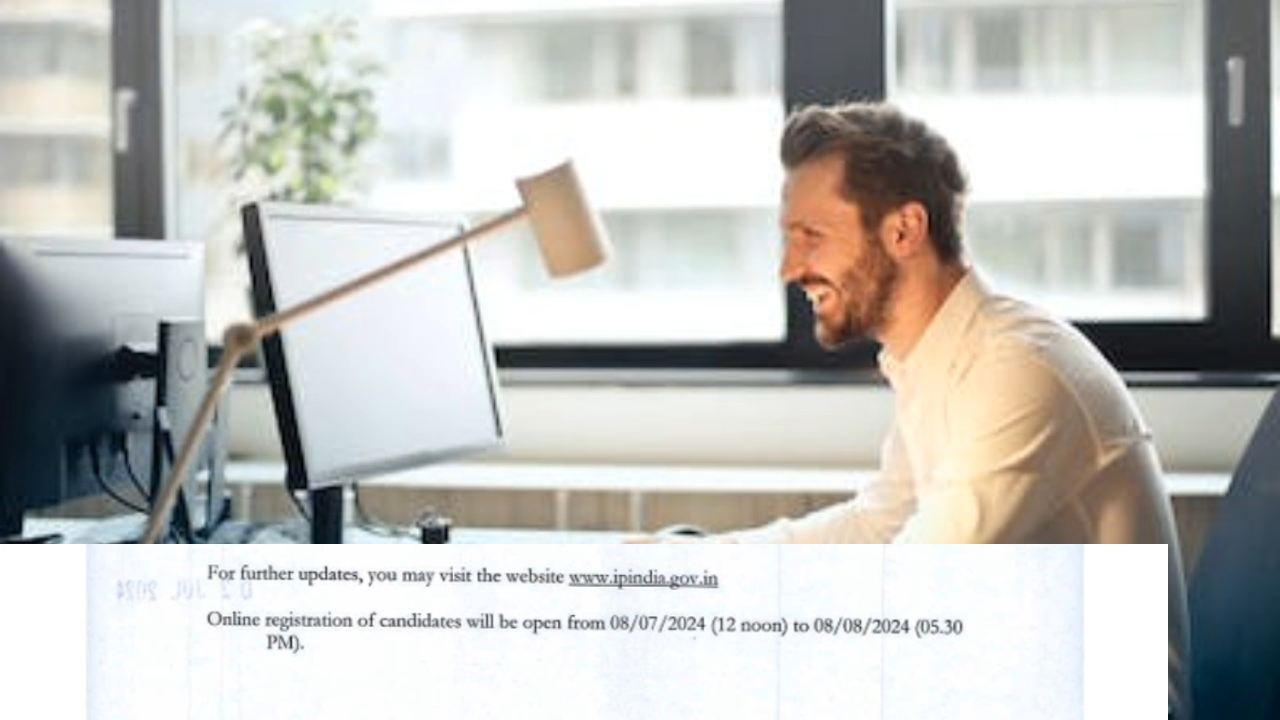 For further updates, you may visit the website www.ipindia.gov.in
Online registration of candidates will be open from 08/07/2024 (12 noon) to 08/08/2024 (05.30
PM).